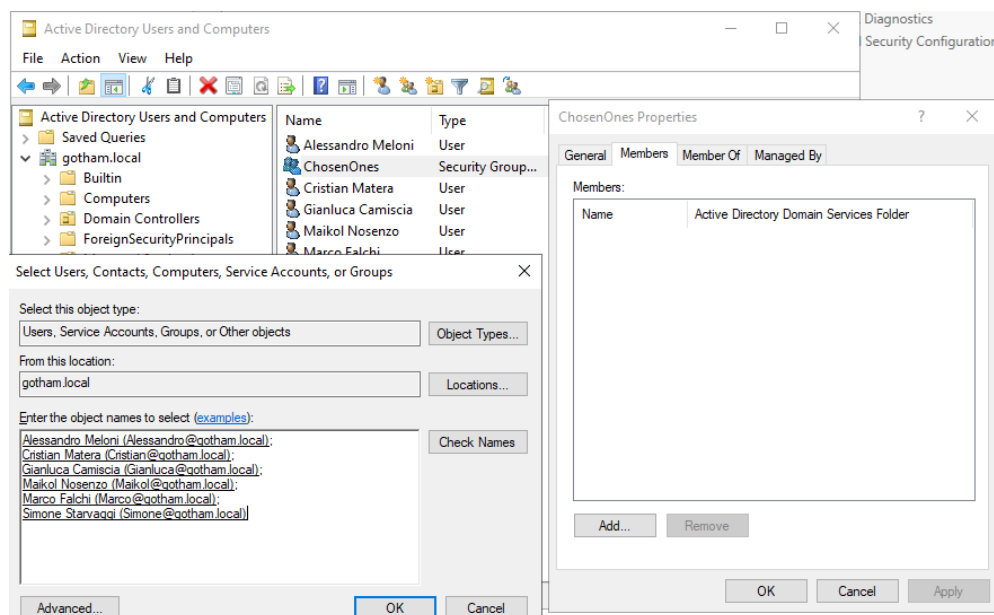 Active Directory Users and Computers
Diagnostics
Security Configuration
File Action View Help
Active Directory Users and Computers
Saved Queries
gotham.local
Builtin
Computers
Domain Controllers
ForeignSecurityPrincipals
Name Type
Alessandro Meloni User
ChosenOnes Security Group...
Cristian Matera User
Gianluca Camiscia User
Maikol Nosenzo User
Marco Falchi User
ChosenOnes Properties
General Members Member Of Managed By
Members:
Name Active Directory Domain Services Folder
Add... Remove
OK Cancel Apply
Select Users, Contacts, Computers, Service Accounts, or Groups
Select this object type:
Users, Service Accounts, Groups, or Other objects Object Types...
From this location:
gotham.local Locations...
Enter the object names to select (examples):
Alessandro Meloni (Alessandro@gotham.local); Check Names
Cristian Matera (Cristian@gotham.local);
Gianluca Camiscia (Gianluca@gotham.local);
Maikol Nosenzo (Maikol@gotham.local);
Marco Falchi (Marco@gotham.local);
Simone Starvaggi (Simone@gotham.local)
Advanced... OK Cancel